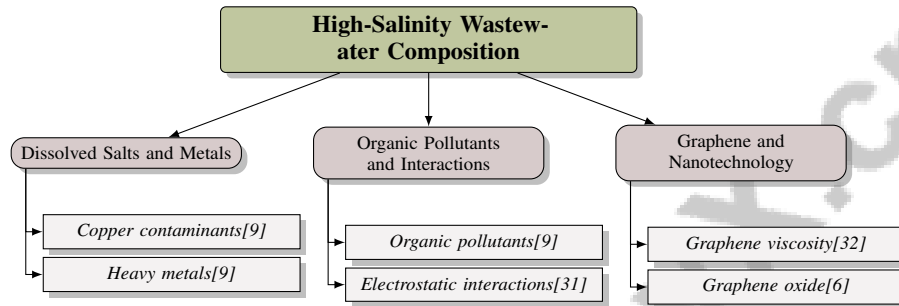 High-Salinity Wastew-
ater Composition
Dissolved Salts and Metals
Organic Pollutants
and Interactions
Graphene and
Nanotechnology
Copper contaminants[9]
Heavy metals[9]
Organic pollutants[9]
Electrostatic interactions[31]
Graphene viscosity[32]
Graphene oxide[6]